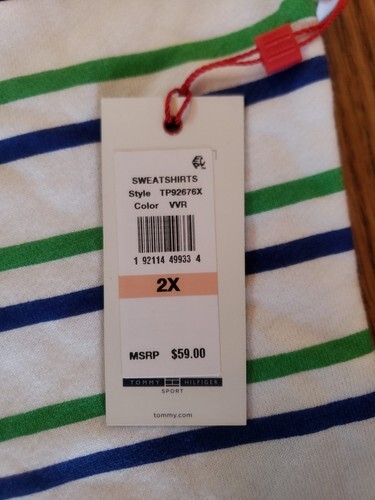 SWEATSHIRTS
Style TP92676X
Color VVR
1 92114 49933 4
2X
MSRP $59.00
TOMMY HILFIGER
SPORT
tommy.com